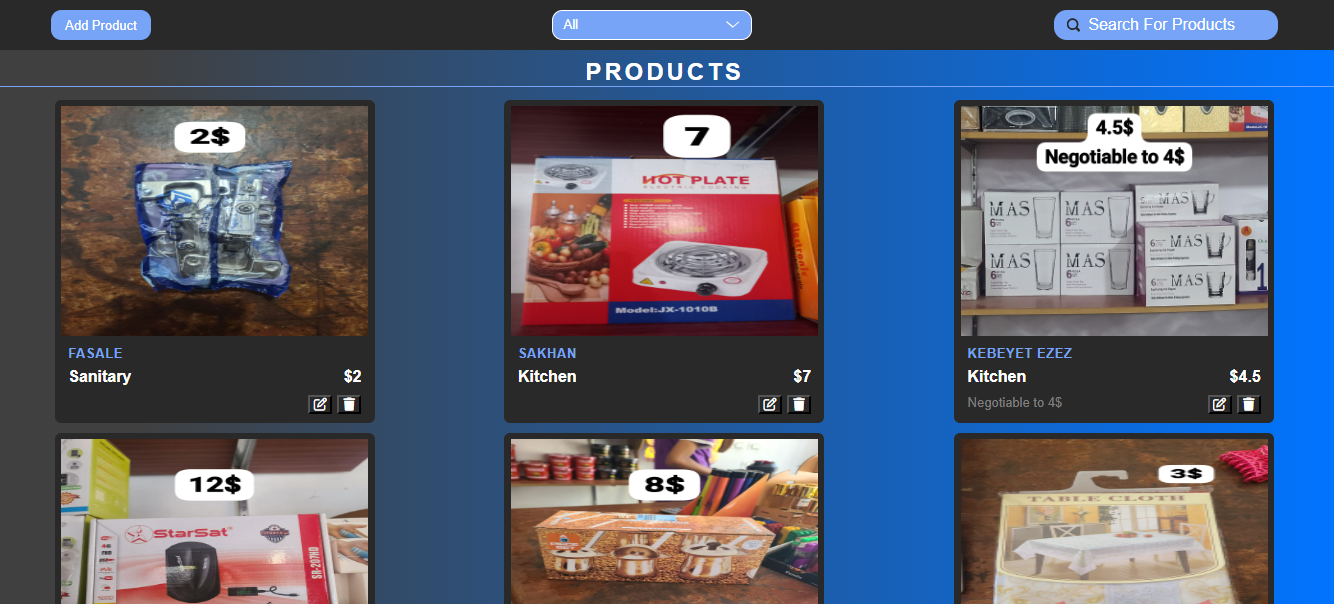 Add Product
All
Search For Products
PRODUCTS
2$
FASALE
Sanitary
$2
7
HOT PLATE
ELECTRIC COOKING
Model:JX-1010B
SAKHAN
Kitchen
$7
4.5$
Negotiable to 4$
MAS
MAS
MAS
MAS
MAS
MAS
KEBEYET EZEZ
Kitchen
$4.5
Negotiable to 4$
12$
StarSat
SR-207HD
8$
3$
TABLE CLOTH